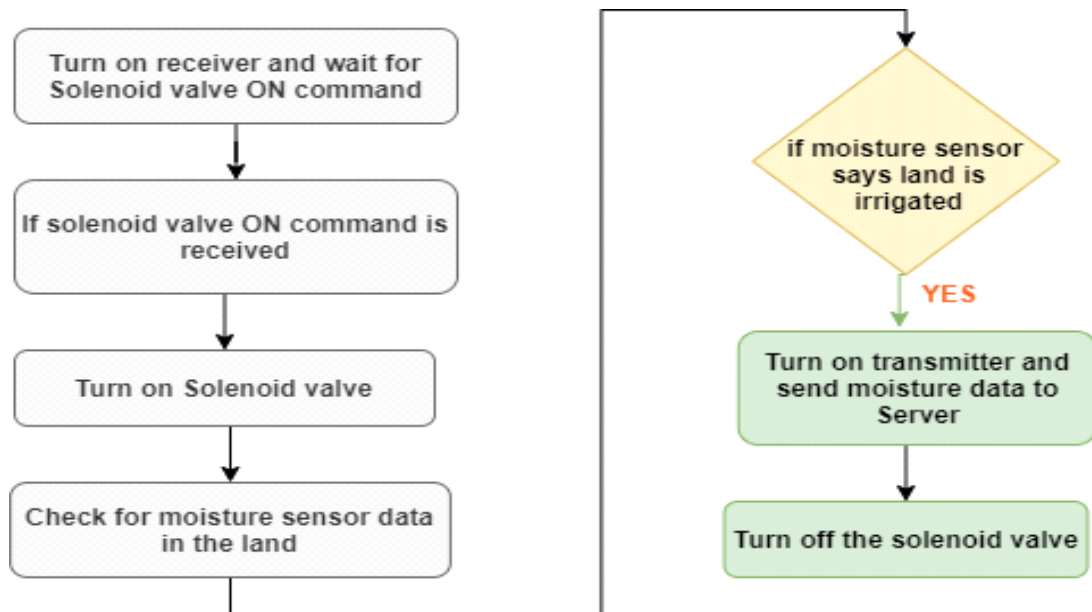 Turn on receiver and wait for
Solenoid valve ON command
If solenoid valve ON command is
received
Turn on Solenoid valve
Check for moisture sensor data
in the land
if moisture sensor
says land is
irrigated
YES
Turn on transmitter and
send moisture data to
Server
Turn off the solenoid valve